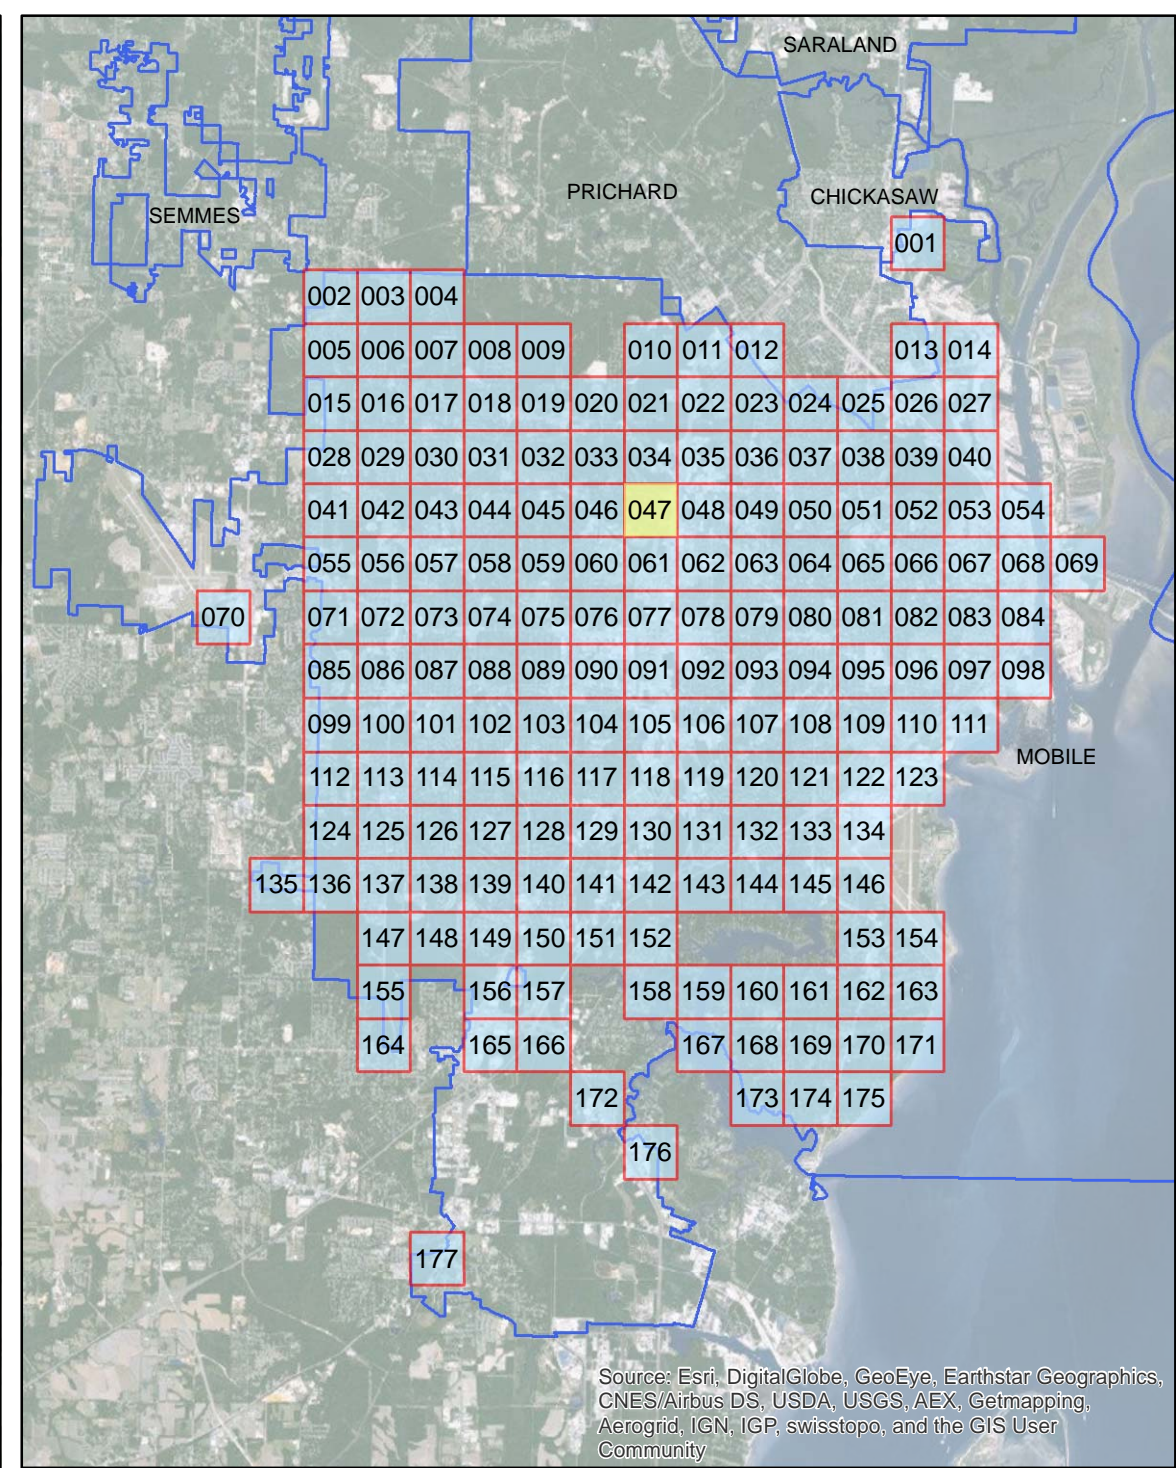 SARALAND
PRICHARD
CHICKASAW
SEMMES
001
002 003 004
005 006 007 008 009 010 011 012 013 014
015 016 017 018 019 020 021 022 023 024 025 026 027
028 029 030 031 032 033 034 035 036 037 038 039 040
041 042 043 044 045 046 047 048 049 050 051 052 053 054
055 056 057 058 059 060 061 062 063 064 065 066 067 068 069
070 071 072 073 074 075 076 077 078 079 080 081 082 083 084
085 086 087 088 089 090 091 092 093 094 095 096 097 098
099 100 101 102 103 104 105 106 107 108 109 110 111
MOBILE
112 113 114 115 116 117 118 119 120 121 122 123
124 125 126 127 128 129 130 131 132 133 134
135 136 137 138 139 140 141 142 143 144 145 146
147 148 149 150 151 152 153 154
155 156 157 158 159 160 161 162 163
164 165 166 167 168 169 170 171
172 173 174 175
176
177
Source: Esri, DigitalGlobe, GeoEye, Earthstar Geographics,
CNES/Airbus DS, USDA, USGS, AEX, Getmapping,
Aerogrid, IGN, IGP, swisstopo, and the GIS User
Community